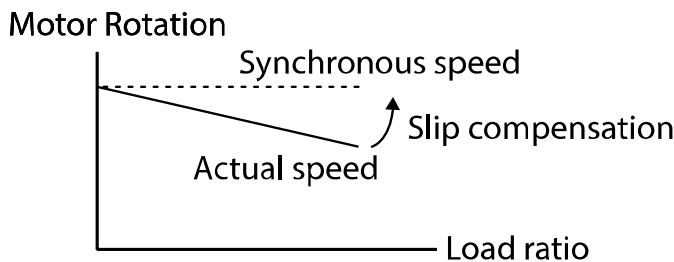 Motor Rotation
Synchronous speed
Slip compensation
Actual speed
Load ratio